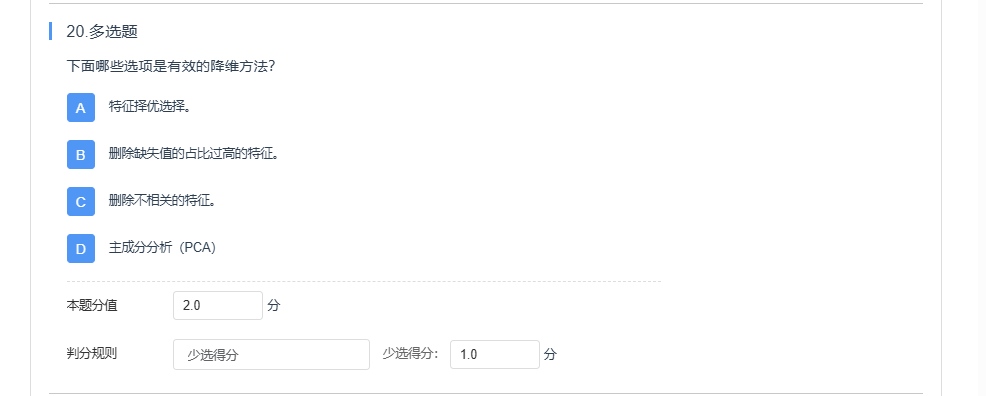 20.多选题
下面哪些选项是有效的降维方法?
A 特征择优选择。
B 删除缺失值的占比过高的特征。
C 删除不相关的特征。
D 主成分分析（PCA）
本题分值 2.0 分
判分规则 少选得分 少选得分： 1.0 分